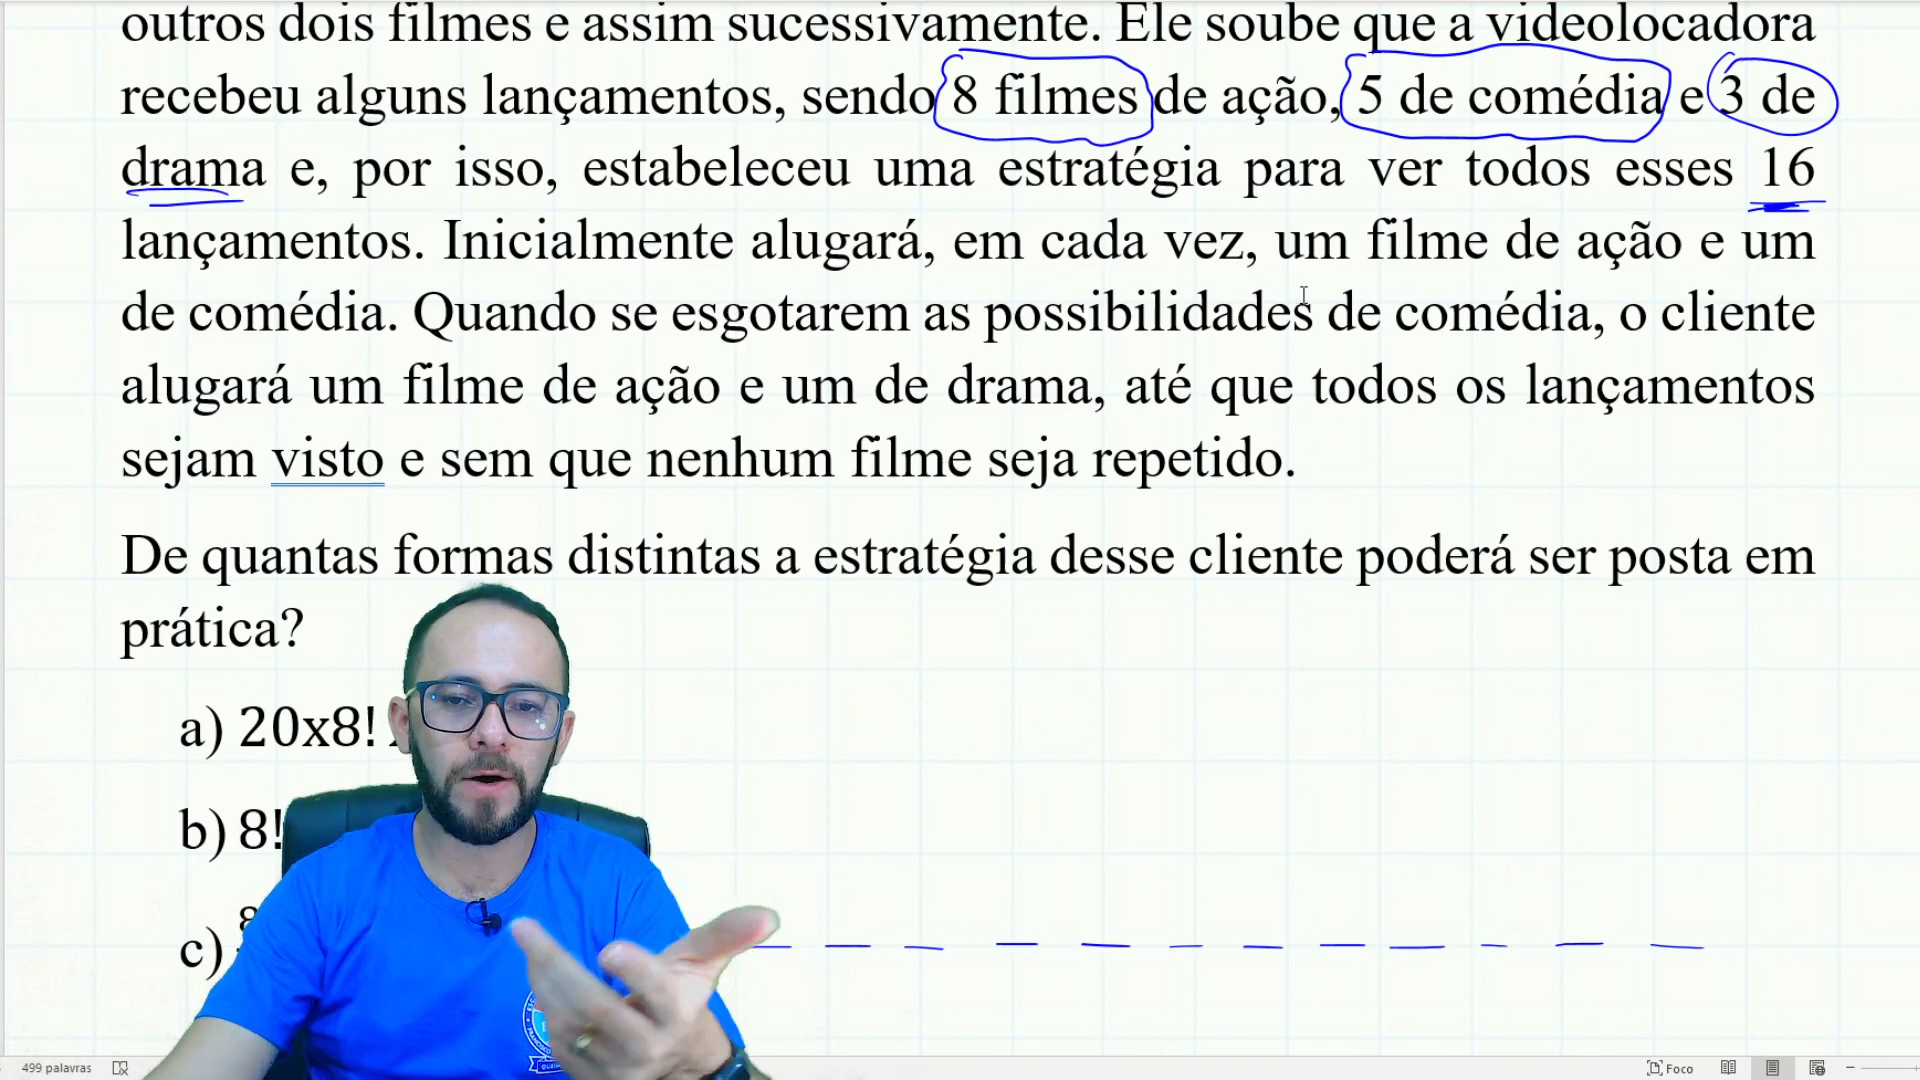 outros dois filmes e assim sucessivamente. Ele soube que a videolocadora
recebeu alguns lançamentos, sendo 8 filmes de ação, 5 de comédia e 3 de
drama e, por isso, estabeleceu uma estratégia para ver todos esses 16
lançamentos. Inicialmente alugará, em cada vez, um filme de ação e um
de comédia. Quando se esgotarem as possibilidades de comédia, o cliente
alugará um filme de ação e um de drama, até que todos os lançamentos
sejam visto e sem que nenhum filme seja repetido.
De quantas formas distintas a estratégia desse cliente poderá ser posta em
prática?
a) 20x8!
b) 8!
c) 8
499 palavras
Foco